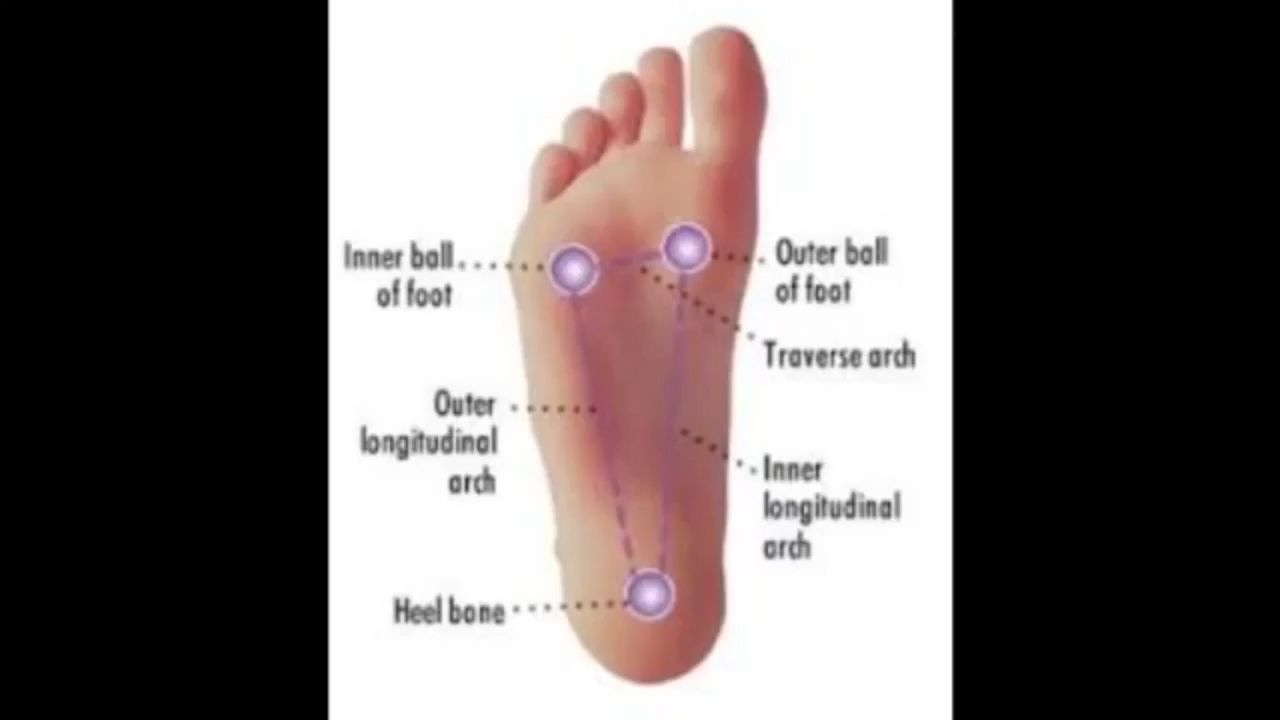 Inner ball
of foot
Outer ball
of foot
Traverse arch
Outer
longitudinal
arch
Inner
longitudinal
arch
Heel bone